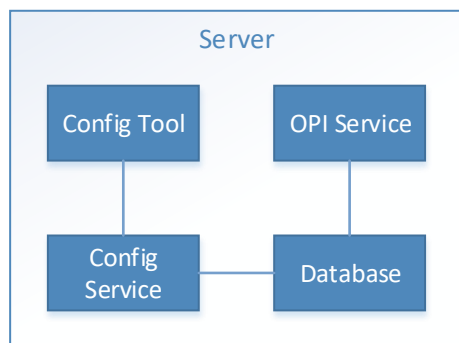 Server
Config Tool
OPI Service
Config
Service
Database